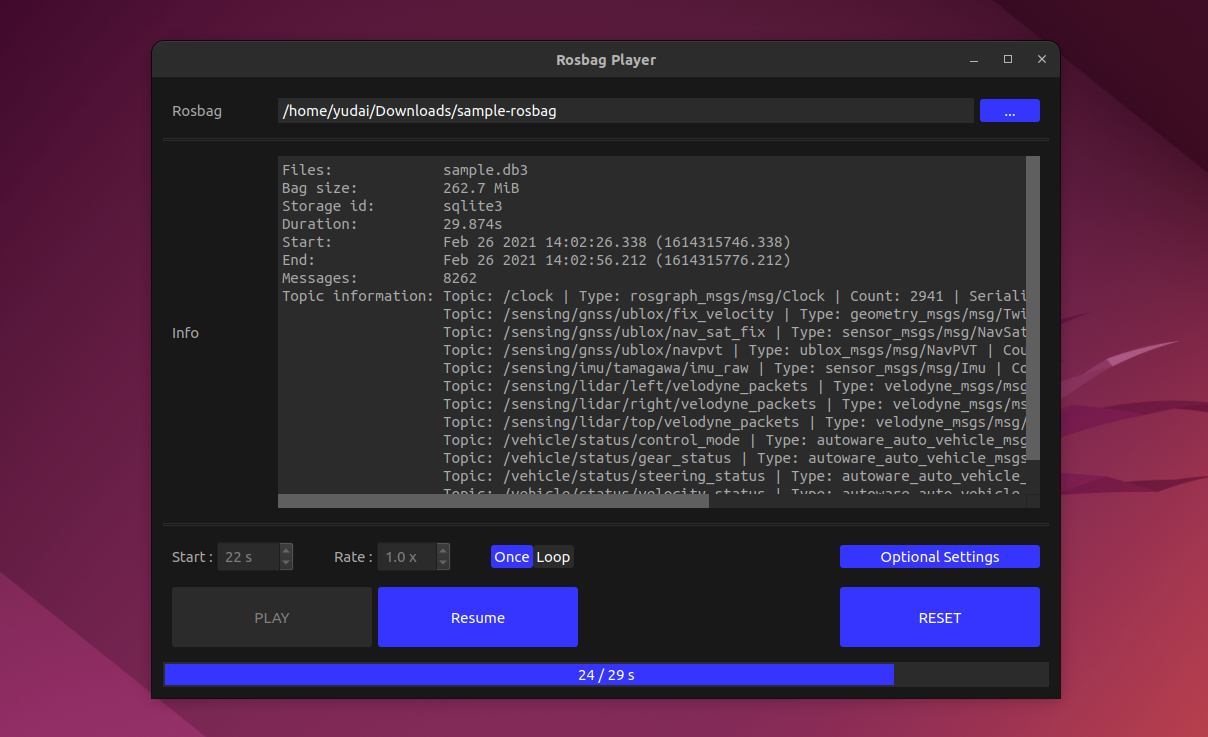 Rosbag Player
Rosbag /home/yudai/Downloads/sample-rosbag ...
Files: sample.db3
Bag size: 262.7 MiB
Storage id: sqlite3
Duration: 29.874s
Start: Feb 26 2021 14:02:26.338 (1614315746.338)
End: Feb 26 2021 14:02:56.212 (1614315776.212)
Messages: 8262
Topic information: Topic: /clock | Type: rosgraph_msgs/msg/Clock | Count: 2941 | Seriali
Topic: /sensing/gnss/ublox/fix_velocity | Type: geometry_msgs/msg/Twi
Info
Topic: /sensing/gnss/ublox/nav_sat_fix | Type: sensor_msgs/msg/NavSat
Topic: /sensing/gnss/ublox/navpvt | Type: ublox_msgs/msg/NavPVT | Cou
Topic: /sensing/imu/tamagawa/imu_raw | Type: sensor_msgs/msg/Imu | Co
Topic: /sensing/lidar/left/velodyne_packets | Type: velodyne_msgs/msg
Topic: /sensing/lidar/right/velodyne_packets | Type: velodyne_msgs/ms
Topic: /sensing/lidar/top/velodyne_packets | Type: velodyne_msgs/msg/
Topic: /vehicle/status/control_mode | Type: autoware_auto_vehicle_msg
Topic: /vehicle/status/gear_status | Type: autoware_auto_vehicle_msgs
Topic: /vehicle/status/steering_status | Type: autoware_auto_vehicle_
Topic: /vehicle/status/velocity_status | Type: autoware_auto_vehicle_
Start : 22 s Rate : 1.0 x Once Loop Optional Settings
PLAY Resume RESET
24 / 29 s